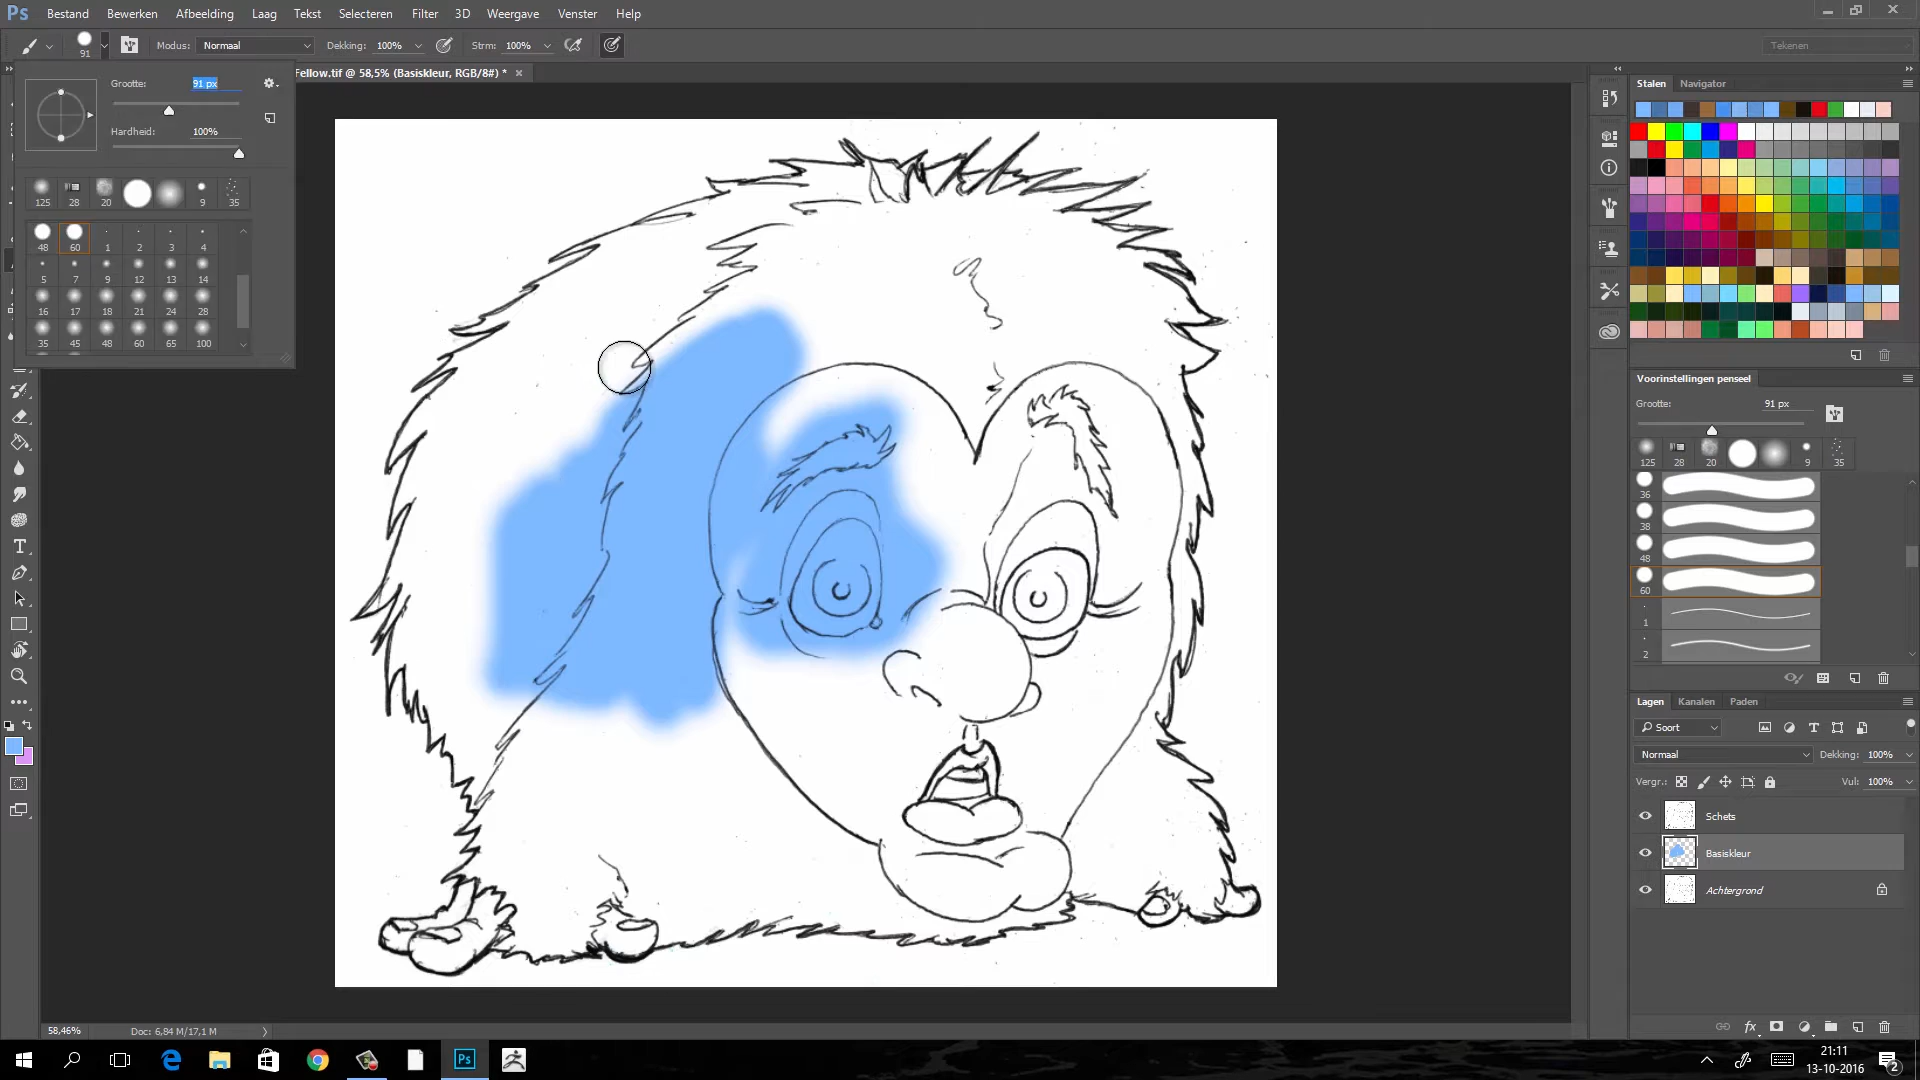 Ps Bestand Bewerken Afbeelding Laag Tekst Selecteren Filter 3D Weergave Venster Help
91 Modus: Normaal Dekking: 100% Strm: 100% Tekenen
Fellow.tif @ 58,5% (Basiskleur, RGB/8#) *
Grootte: 91 px
Hardheid: 100%
125 28 20 9 35
48 60 1 2 3 4
5 7 9 12 13 14
16 17 18 21 24 28
35 45 48 60 65 100
Stalen Navigator
Voorinstellingen penseel
Grootte: 91 px
125 28 20 9 35
36
38
48
60
1
2
Lagen Kanalen Paden
Soort
Normaal Dekking: 100%
Vergr.: Vul: 100%
Schets
Basiskleur
Achtergrond
58,46% Doc: 6,84 M/17,1 M
Ps
21:11
13-10-2016
2